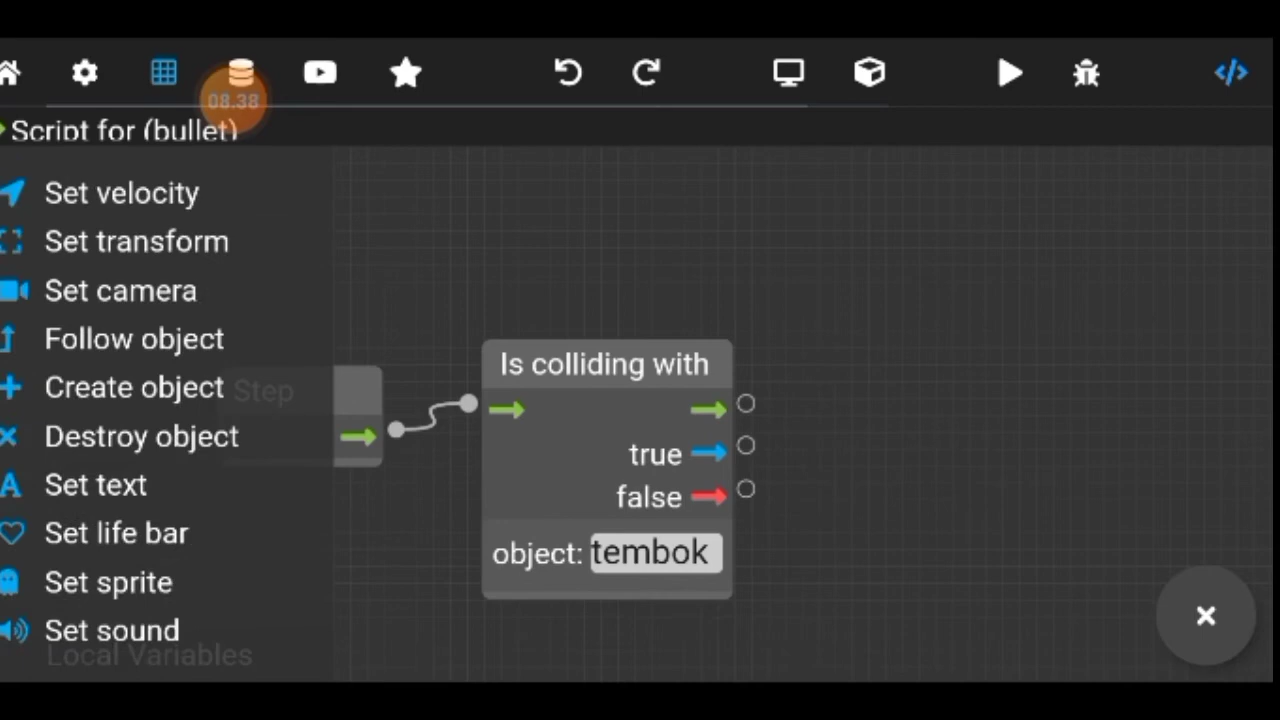 08.38
Script for (bullet)
Set velocity
Set transform
Set camera
Follow object
Create object
Step
Destroy object
Set text
Set life bar
Set sprite
Set sound
Local Variables
Is colliding with
true
false
object: tembok